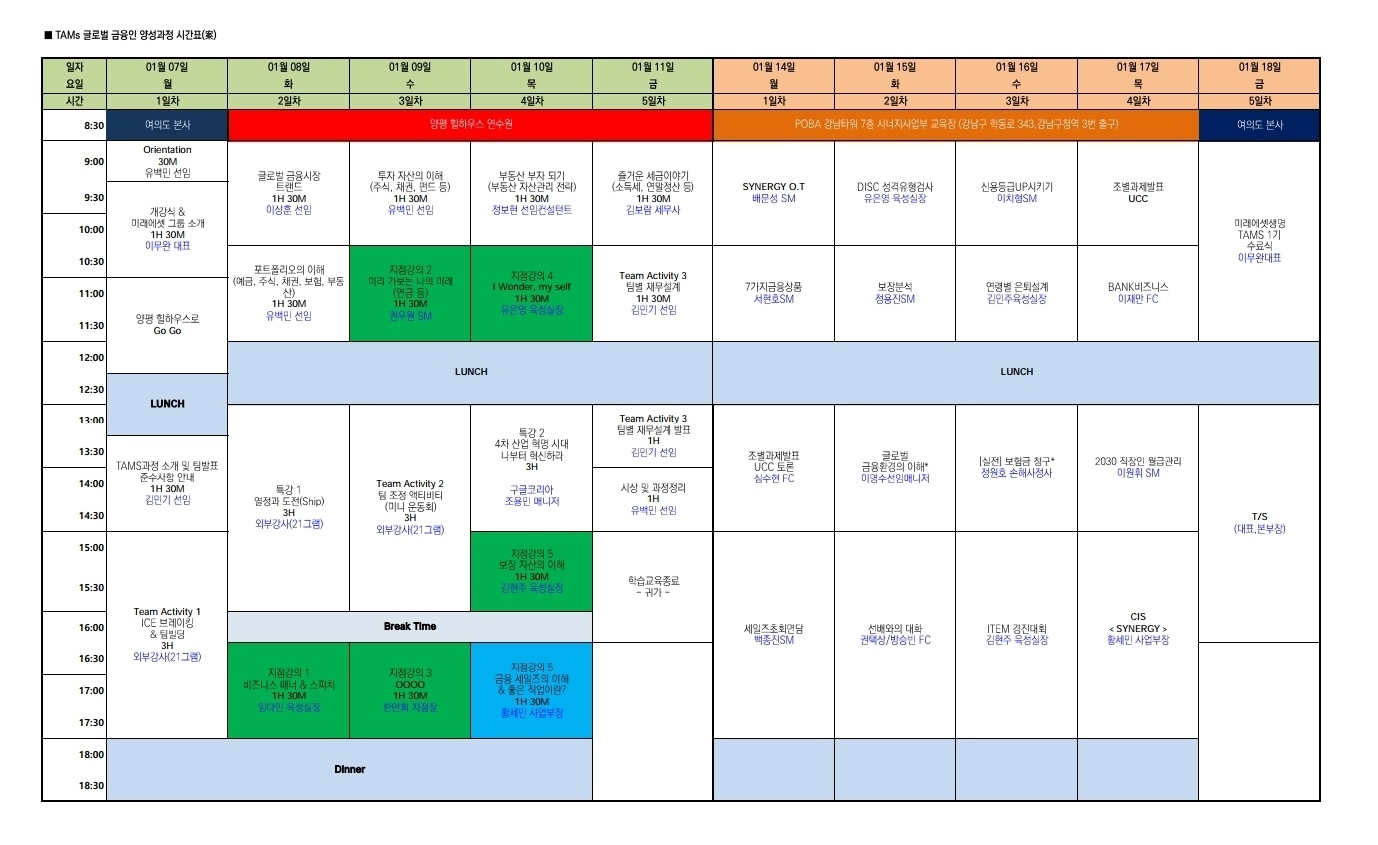 ■ TAMs 글로벌 금융인 양성과정 시간표(案)
일자 01월 07일 01월 08일 01월 09일 01월 10일 01월 11일 01월 14일 01월 15일 01월 16일 01월 17일 01월 18일
요일 월 화 수 목 금 월 화 수 목 금
시간 1일차 2일차 3일차 4일차 5일차 1일차 2일차 3일차 4일차 5일차
8:30 여의도 본사 양평 힐하우스 연수원 POBA 강남타워 7층 시너지사업부 교육장 (강남구 학동로 343,강남구청역 3번 출구) 여의도 본사
9:00
9:30
10:00
10:30
11:00
11:30
12:00
12:30
13:00
13:30
14:00
14:30
15:00
15:30
16:00
16:30
17:00
17:30
18:00
18:30
Orientation
30M
유백민 선임
개강식 &
미래에셋 그룹 소개
1H 30M
이무완 대표
양평 힐하우스로
Go Go
LUNCH
TAMS과정 소개 및 팀발표
준수사항 안내
1H 30M
김민기 선임
Team Activity 1
ICE 브레이킹
& 팀빌딩
3H
외부강사(21그램)
글로벌 금융시장
트랜드
1H 30M
이상훈 선임
포트폴리오의 이해
(예금, 주식, 채권, 보험, 부동
산)
1H 30M
유백민 선임
LUNCH
특강 1
열정과 도전(Ship)
3H
외부강사(21그램)
Break Time
지점강의 1
비즈니스 매너 & 스피치
1H 30M
임다인 육성실장
Dinner
투자 자산의 이해
(주식, 채권, 펀드 등)
1H 30M
유백민 선임
지점강의 2
미리 가보는 나의 미래
(연금 등)
1H 30M
권우원 SM
Team Activity 2
팀 조정 액티비티
(미니 운동회)
3H
외부강사(21그램)
지점강의 3
OOOO
1H 30M
한만희 지점장
부동산 부자 되기
(부동산 자산관리 전략)
1H 30M
정보현 선임컨설턴트
지점강의 4
I Wonder, my self
1H 30M
유은영 육성실장
특강 2
4차 산업 혁명 시대
나부터 혁신하라
3H
구글코리아
조용민 매니저
지점강의 5
보장 자산의 이해
1H 30M
김현주 육성실장
지점강의 5
금융 세일즈의 이해
& 좋은 직업이란?
1H 30M
황세민 사업부장
즐거운 세금이야기
(소득세, 연말정산 등)
1H 30M
김보람 세무사
Team Activity 3
팀별 재무설계
1H 30M
김민기 선임
Team Activity 3
팀별 재무설계 발표
1H
김민기 선임
시상 및 과정정리
1H
유백민 선임
학습교육종료
- 귀가 -
SYNERGY O.T
배문성 SM
7가지금융상품
서현호SM
LUNCH
조별과제발표
UCC 토론
심수현 FC
세일즈초회면담
백종진SM
DISC 성격유형검사
유은영 육성실장
보장분석
정용진SM
글로벌
금융환경의 이해*
이영수선임매니저
선배와의 대화
권택상/방승빈 FC
신용등급UP시키기
이치형SM
연령별 은퇴설계
김민주육성실장
[실전] 보험금 청구*
정원호 손해사정사
ITEM 경진대회
김현주 육성실장
조별과제발표
UCC
BANK비즈니스
이재만 FC
2030 직장인 월급관리
이원휘 SM
CIS
< SYNERGY >
황세민 사업부장
미래에셋생명
TAMS 1기
수료식
이무완대표
T/S
(대표,본부장)